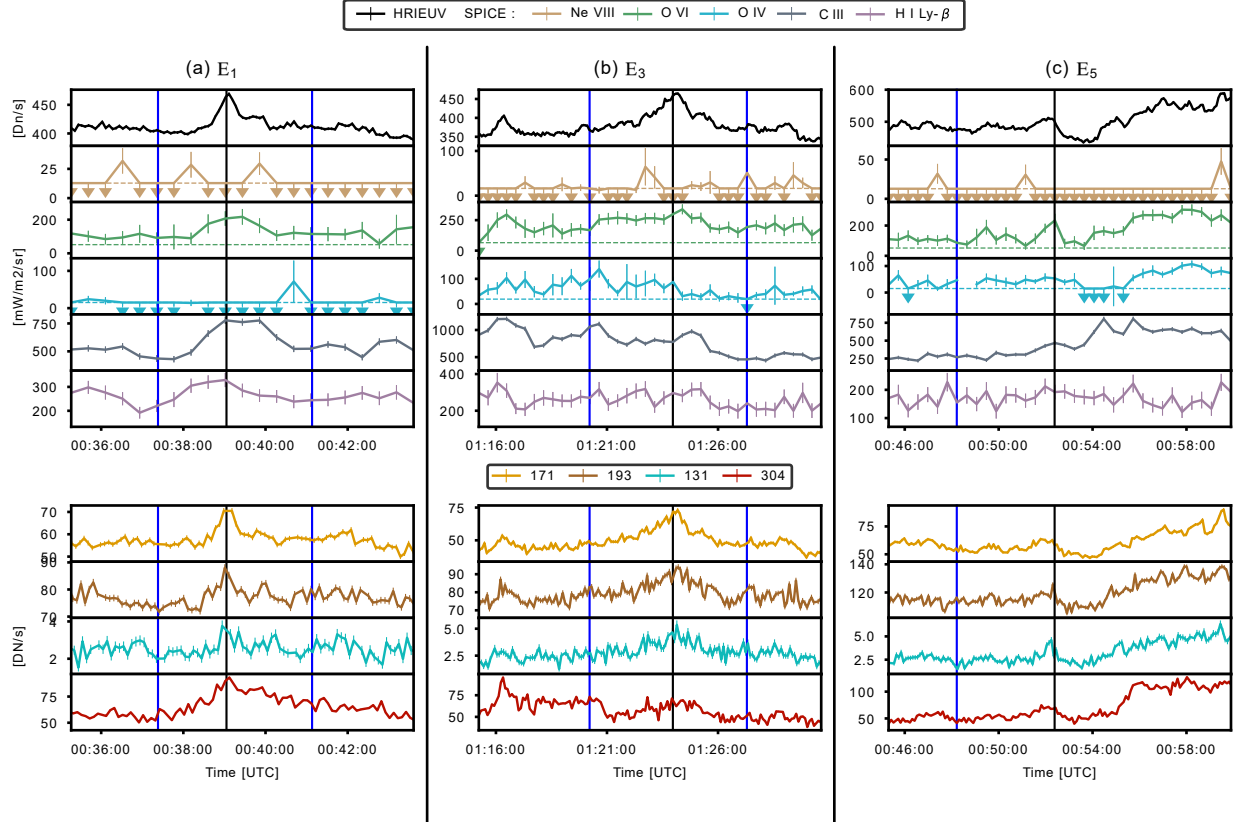 HRIEUV SPICE : Ne VIII O VI O IV C III H I Ly-β
(a) E1 (b) E3 (c) E5
[Dn/s] 450 400 450 400 350 600 500
25 0 100 0 50 0
200 0 250 0 200 0
[mW/m2/sr] 100 0 100 0 100 0
750 500 1000 500 750 500 250
300 200 400 200 200 100
00:36:00 00:38:00 00:40:00 00:42:00 01:16:00 01:21:00 01:26:00 00:46:00 00:50:00 00:54:00 00:58:00
171 193 131 304
70 60 50 75 50 75 50
90 80 70 90 80 70 140 120
[DN/s] 4 2 5.0 2.5 5.0 2.5
75 50 75 50 100 50
00:36:00 00:38:00 00:40:00 00:42:00 01:16:00 01:21:00 01:26:00 00:46:00 00:50:00 00:54:00 00:58:00
Time [UTC] Time [UTC] Time [UTC]